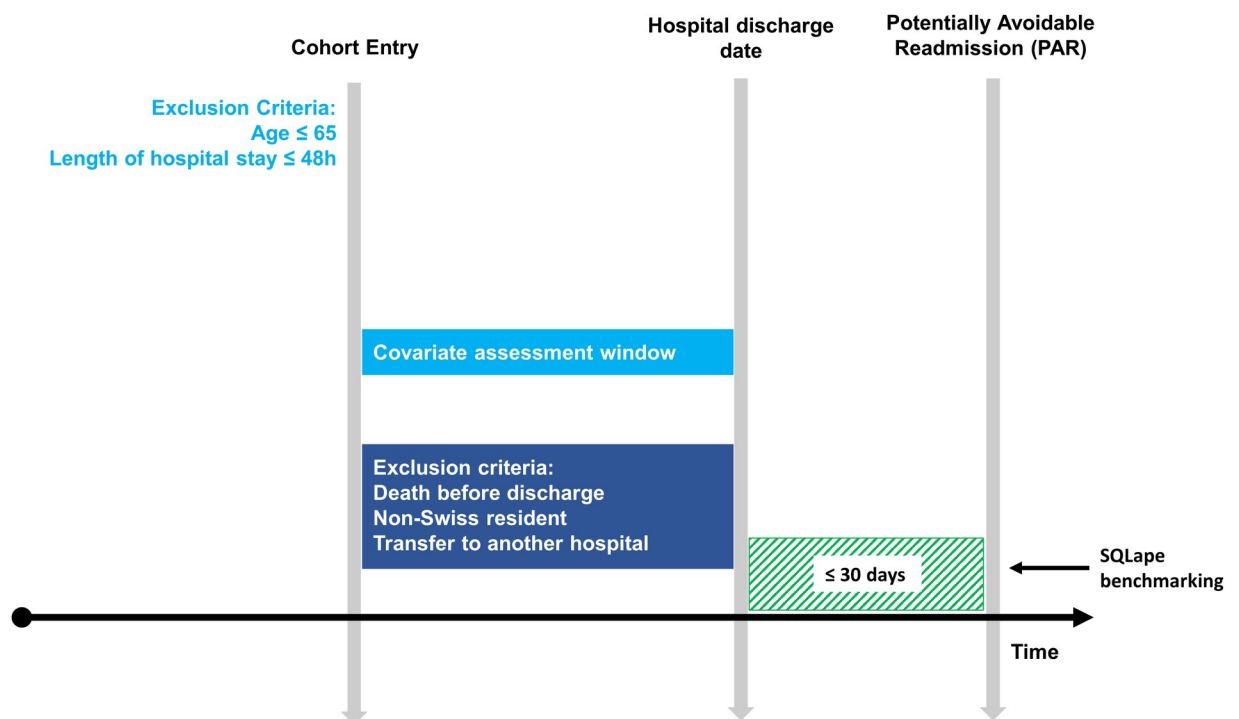 Cohort Entry
Hospital discharge
date
Potentially Avoidable
Readmission (PAR)
Exclusion Criteria:
Age ≤ 65
Length of hospital stay ≤ 48h
Covariate assessment window
Exclusion criteria:
Death before discharge
Non-Swiss resident
Transfer to another hospital
≤ 30 days
SQLape
benchmarking
Time